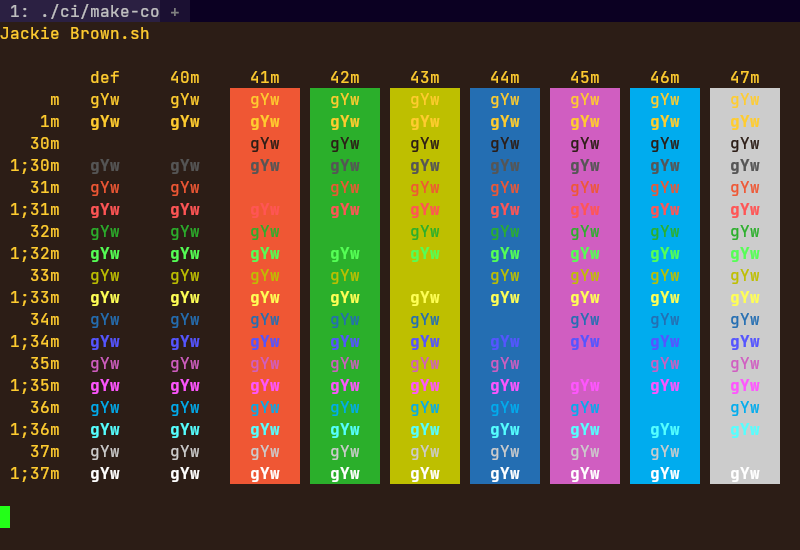 1: ./ci/make-co +
Jackie Brown.sh
def 40m 41m 42m 43m 44m 45m 46m 47m
m gYw gYw gYw gYw gYw gYw gYw gYw gYw
1m gYw gYw gYw gYw gYw gYw gYw gYw gYw
30m gYw gYw gYw gYw gYw gYw gYw
1;30m gYw gYw gYw gYw gYw gYw gYw gYw gYw
31m gYw gYw gYw gYw gYw gYw gYw gYw
1;31m gYw gYw gYw gYw gYw gYw gYw gYw gYw
32m gYw gYw gYw gYw gYw gYw gYw gYw
1;32m gYw gYw gYw gYw gYw gYw gYw gYw gYw
33m gYw gYw gYw gYw gYw gYw gYw gYw
1;33m gYw gYw gYw gYw gYw gYw gYw gYw gYw
34m gYw gYw gYw gYw gYw gYw gYw gYw
1;34m gYw gYw gYw gYw gYw gYw gYw gYw gYw
35m gYw gYw gYw gYw gYw gYw gYw gYw
1;35m gYw gYw gYw gYw gYw gYw gYw gYw gYw
36m gYw gYw gYw gYw gYw gYw gYw gYw
1;36m gYw gYw gYw gYw gYw gYw gYw gYw gYw
37m gYw gYw gYw gYw gYw gYw gYw gYw
1;37m gYw gYw gYw gYw gYw gYw gYw gYw gYw